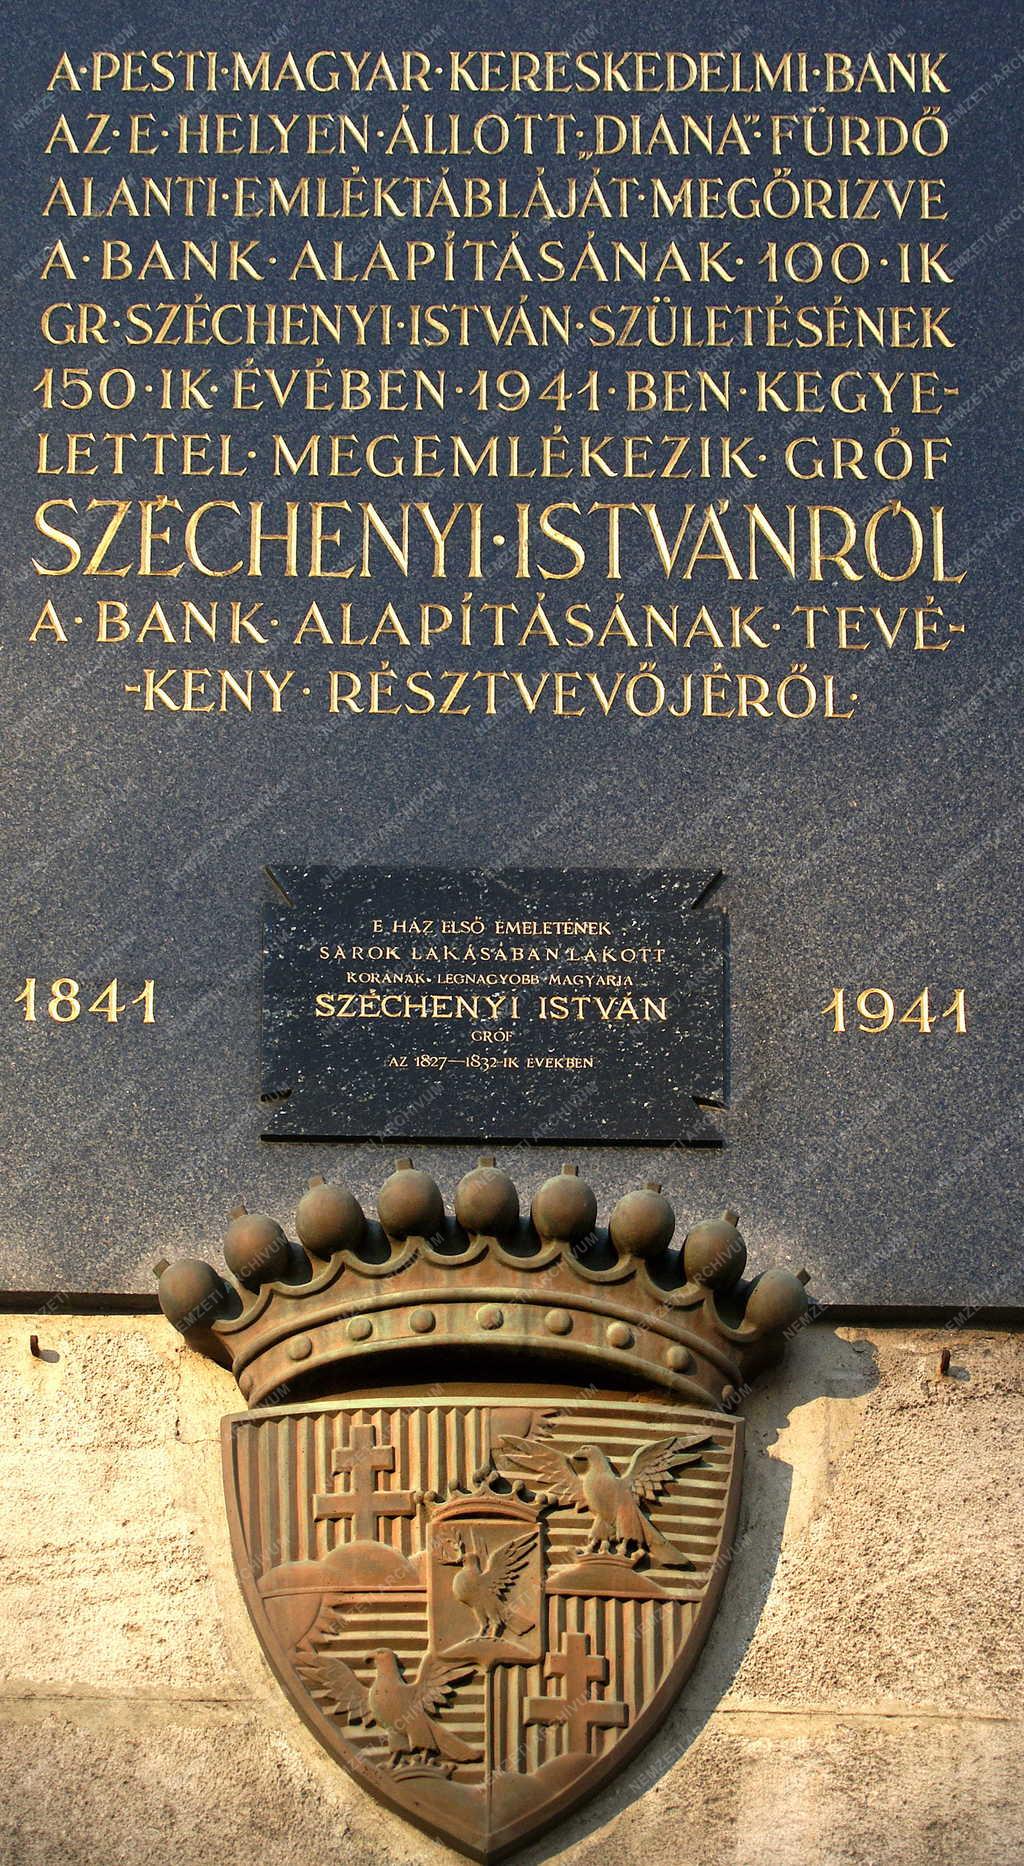 A·PESTI·MAGYAR·KERESKEDELMI·BANK
AZ·E·HELYEN·ÁLLOTT·„DIANA”·FÜRDŐ
ALANTI·EMLÉKTÁBLÁJÁT·MEGŐRIZVE
A·BANK·ALAPÍTÁSÁNAK·100·IK
GR·SZÉCHENYI·ISTVÁN·SZÜLETÉSÉNEK
150·IK·ÉVÉBEN·1941·BEN·KEGYE-
LETTEL·MEGEMLÉKEZIK·GRÓF
SZÉCHENYI·ISTVÁNRÓL
A·BANK·ALAPÍTÁSÁNAK·TEVÉ-
-KENY·RÉSZTVEVŐJÉRŐL·
E HÁZ ELSŐ EMELETÉNEK
SAROK LAKÁSÁBAN LAKOTT
KORÁNAK LEGNAGYOBB MAGYARJA
SZÉCHENYI ISTVÁN
GRÓF
AZ 1827—1832-IK ÉVEKBEN
1841
1941
NEMZETI ARCHIVUM